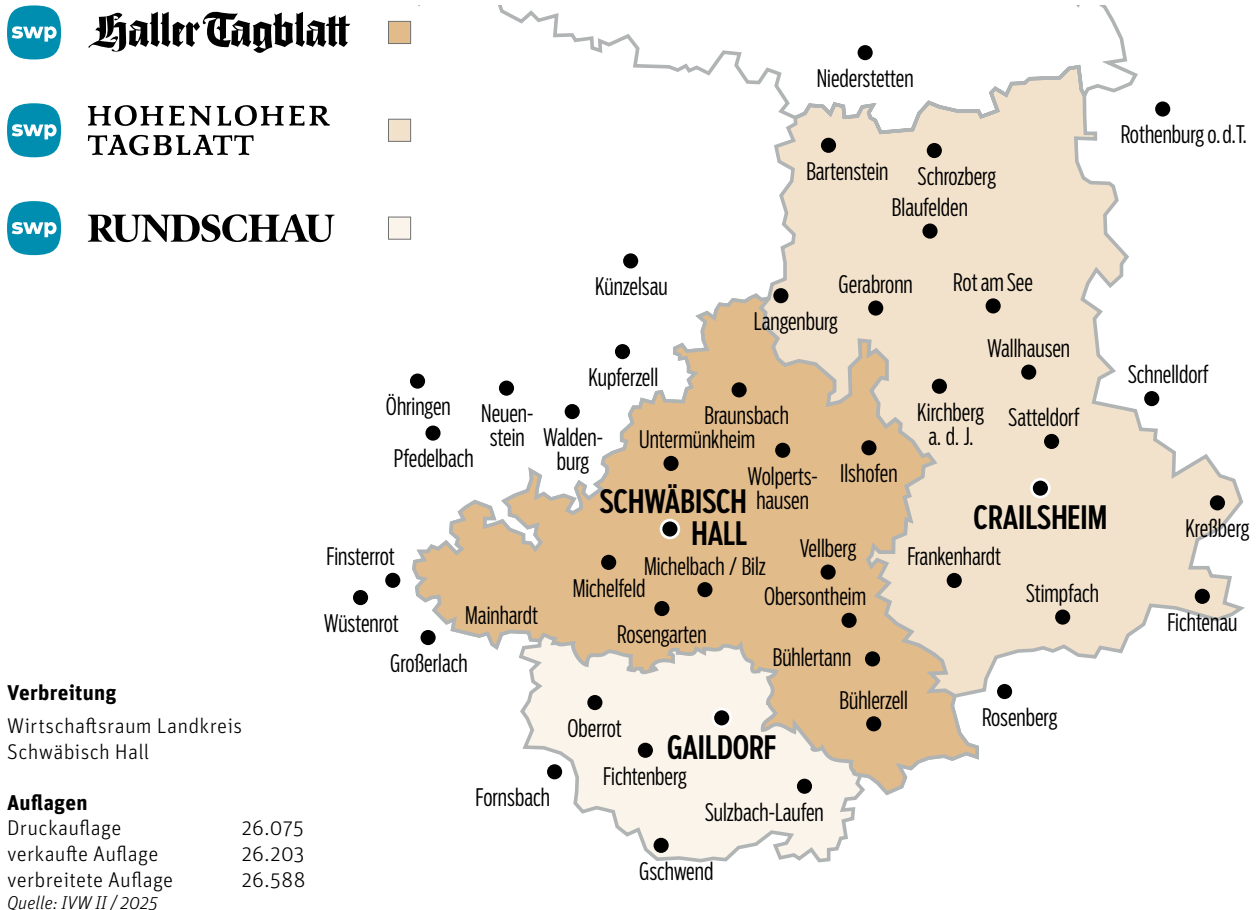 swp Haller Tagblatt
swp HOHENLOHER
TAGBLATT
swp RUNDSCHAU
Niederstetten
Rothenburg o.d.T.
Bartenstein
Schrozberg
Blaufelden
Künzelsau
Gerabronn
Rot am See
Langenburg
Wallhausen
Kupferzell
Schnelldorf
Öhringen
Neuen-
stein
Walden-
burg
Pfedelbach
Braunsbach
Kirchberg
a. d. J.
Satteldorf
Untermünkheim
Wolperts-
hausen
Ilshofen
SCHWÄBISCH
HALL
CRAILSHEIM
Kreßberg
Finsterrot
Michelfeld
Michelbach / Bilz
Vellberg
Frankenhardt
Obersontheim
Stimpfach
Fichtenau
Wüstenrot
Mainhardt
Rosengarten
Großerlach
Bühlertann
Bühlerzell
Rosenberg
Oberrot
GAILDORF
Fichtenberg
Fornsbach
Sulzbach-Laufen
Gschwend
Verbreitung
Wirtschaftsraum Landkreis
Schwäbisch Hall
Auflagen
Druckauflage 26.075
verkaufte Auflage 26.203
verbreitete Auflage 26.588
Quelle: IVW II / 2025